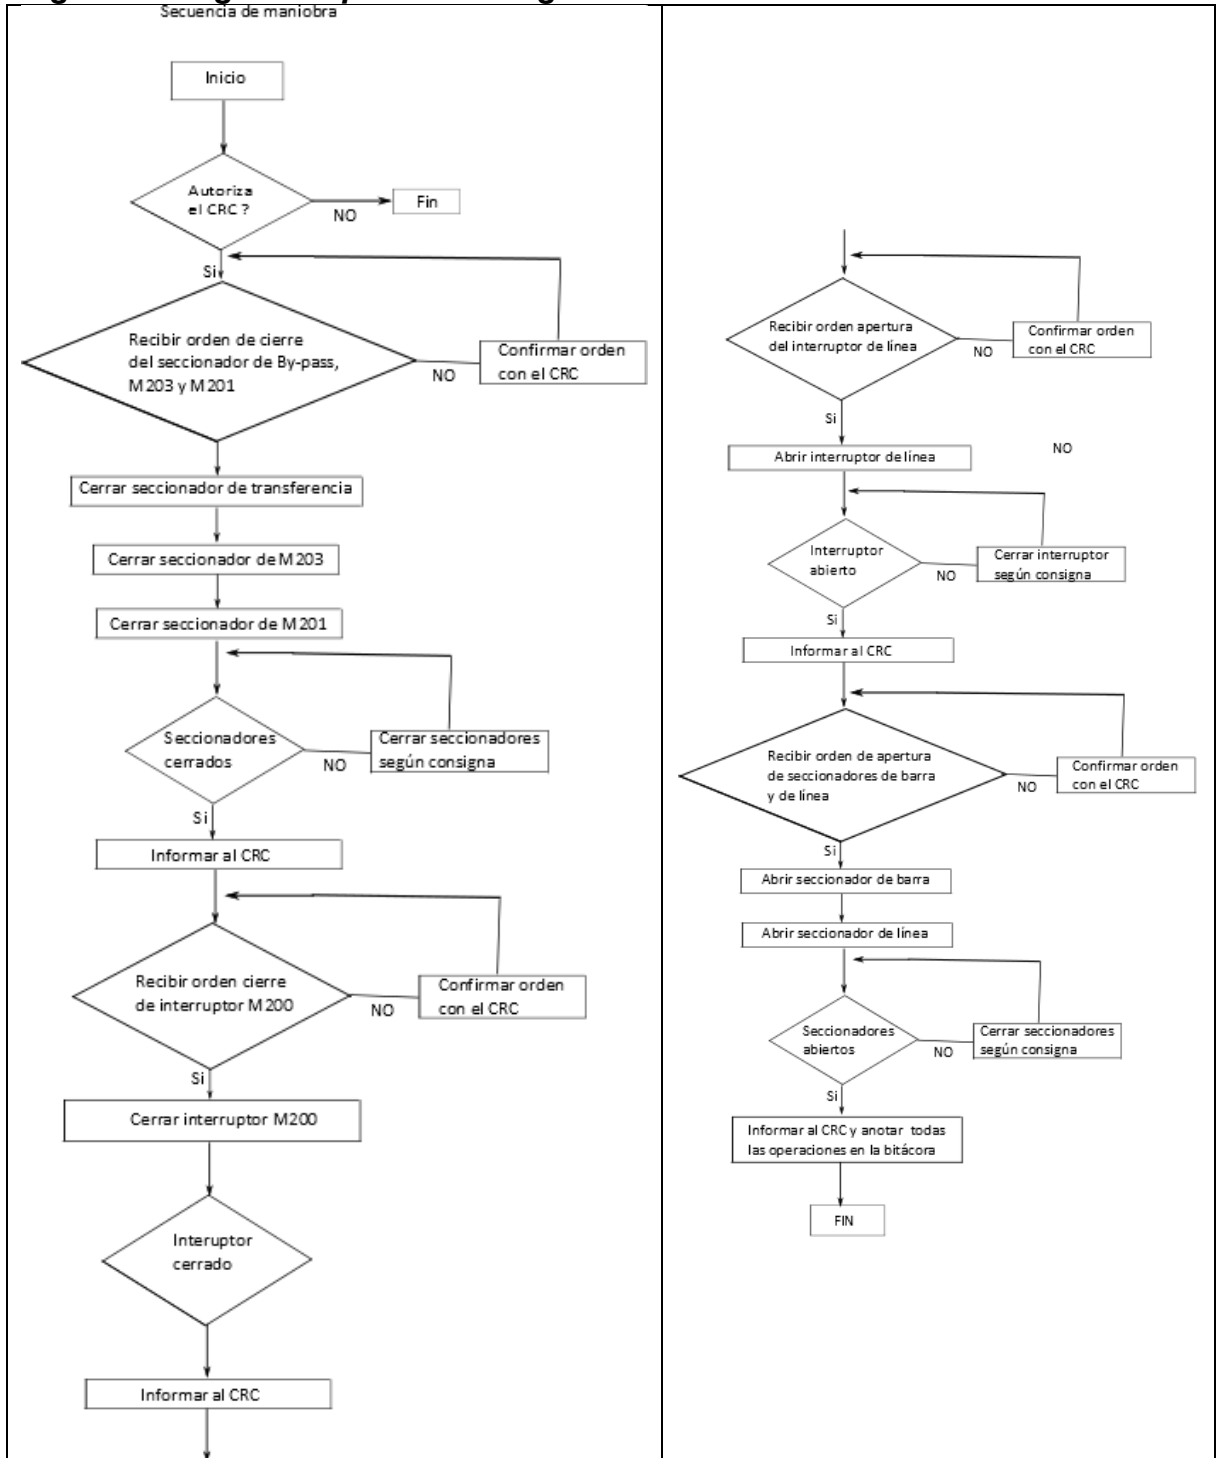 Secuencia de maniobra
Inicio
Autoriza
el CRC ?
NO
Fin
Si
Recibir orden de cierre
del seccionador de By-pass,
M203 y M201
NO
Confirmar orden
con el CRC
Cerrar seccionador de transferencia
Cerrar seccionador de M203
Cerrar seccionador de M201
Seccionadores
cerrados
NO
Cerrar seccionadores
según consigna
Si
Informar al CRC
Recibir orden cierre
de interruptor M200
NO
Confirmar orden
con el CRC
Si
Cerrar interruptor M200
Interuptor
cerrado
Informar al CRC
Recibir orden apertura
del interruptor de línea
NO
Confirmar orden
con el CRC
Si
Abrir interruptor de línea
NO
Interruptor
abierto
NO
Cerrar interruptor
según consigna
Si
Informar al CRC
Recibir orden de apertura
de seccionadores de barra
y de línea
NO
Confirmar orden
con el CRC
Si
Abrir seccionador de barra
Abrir seccionador de línea
Seccionadores
abiertos
NO
Cerrar seccionadores
según consigna
Si
Informar al CRC y anotar todas
las operaciones en la bitácora
FIN